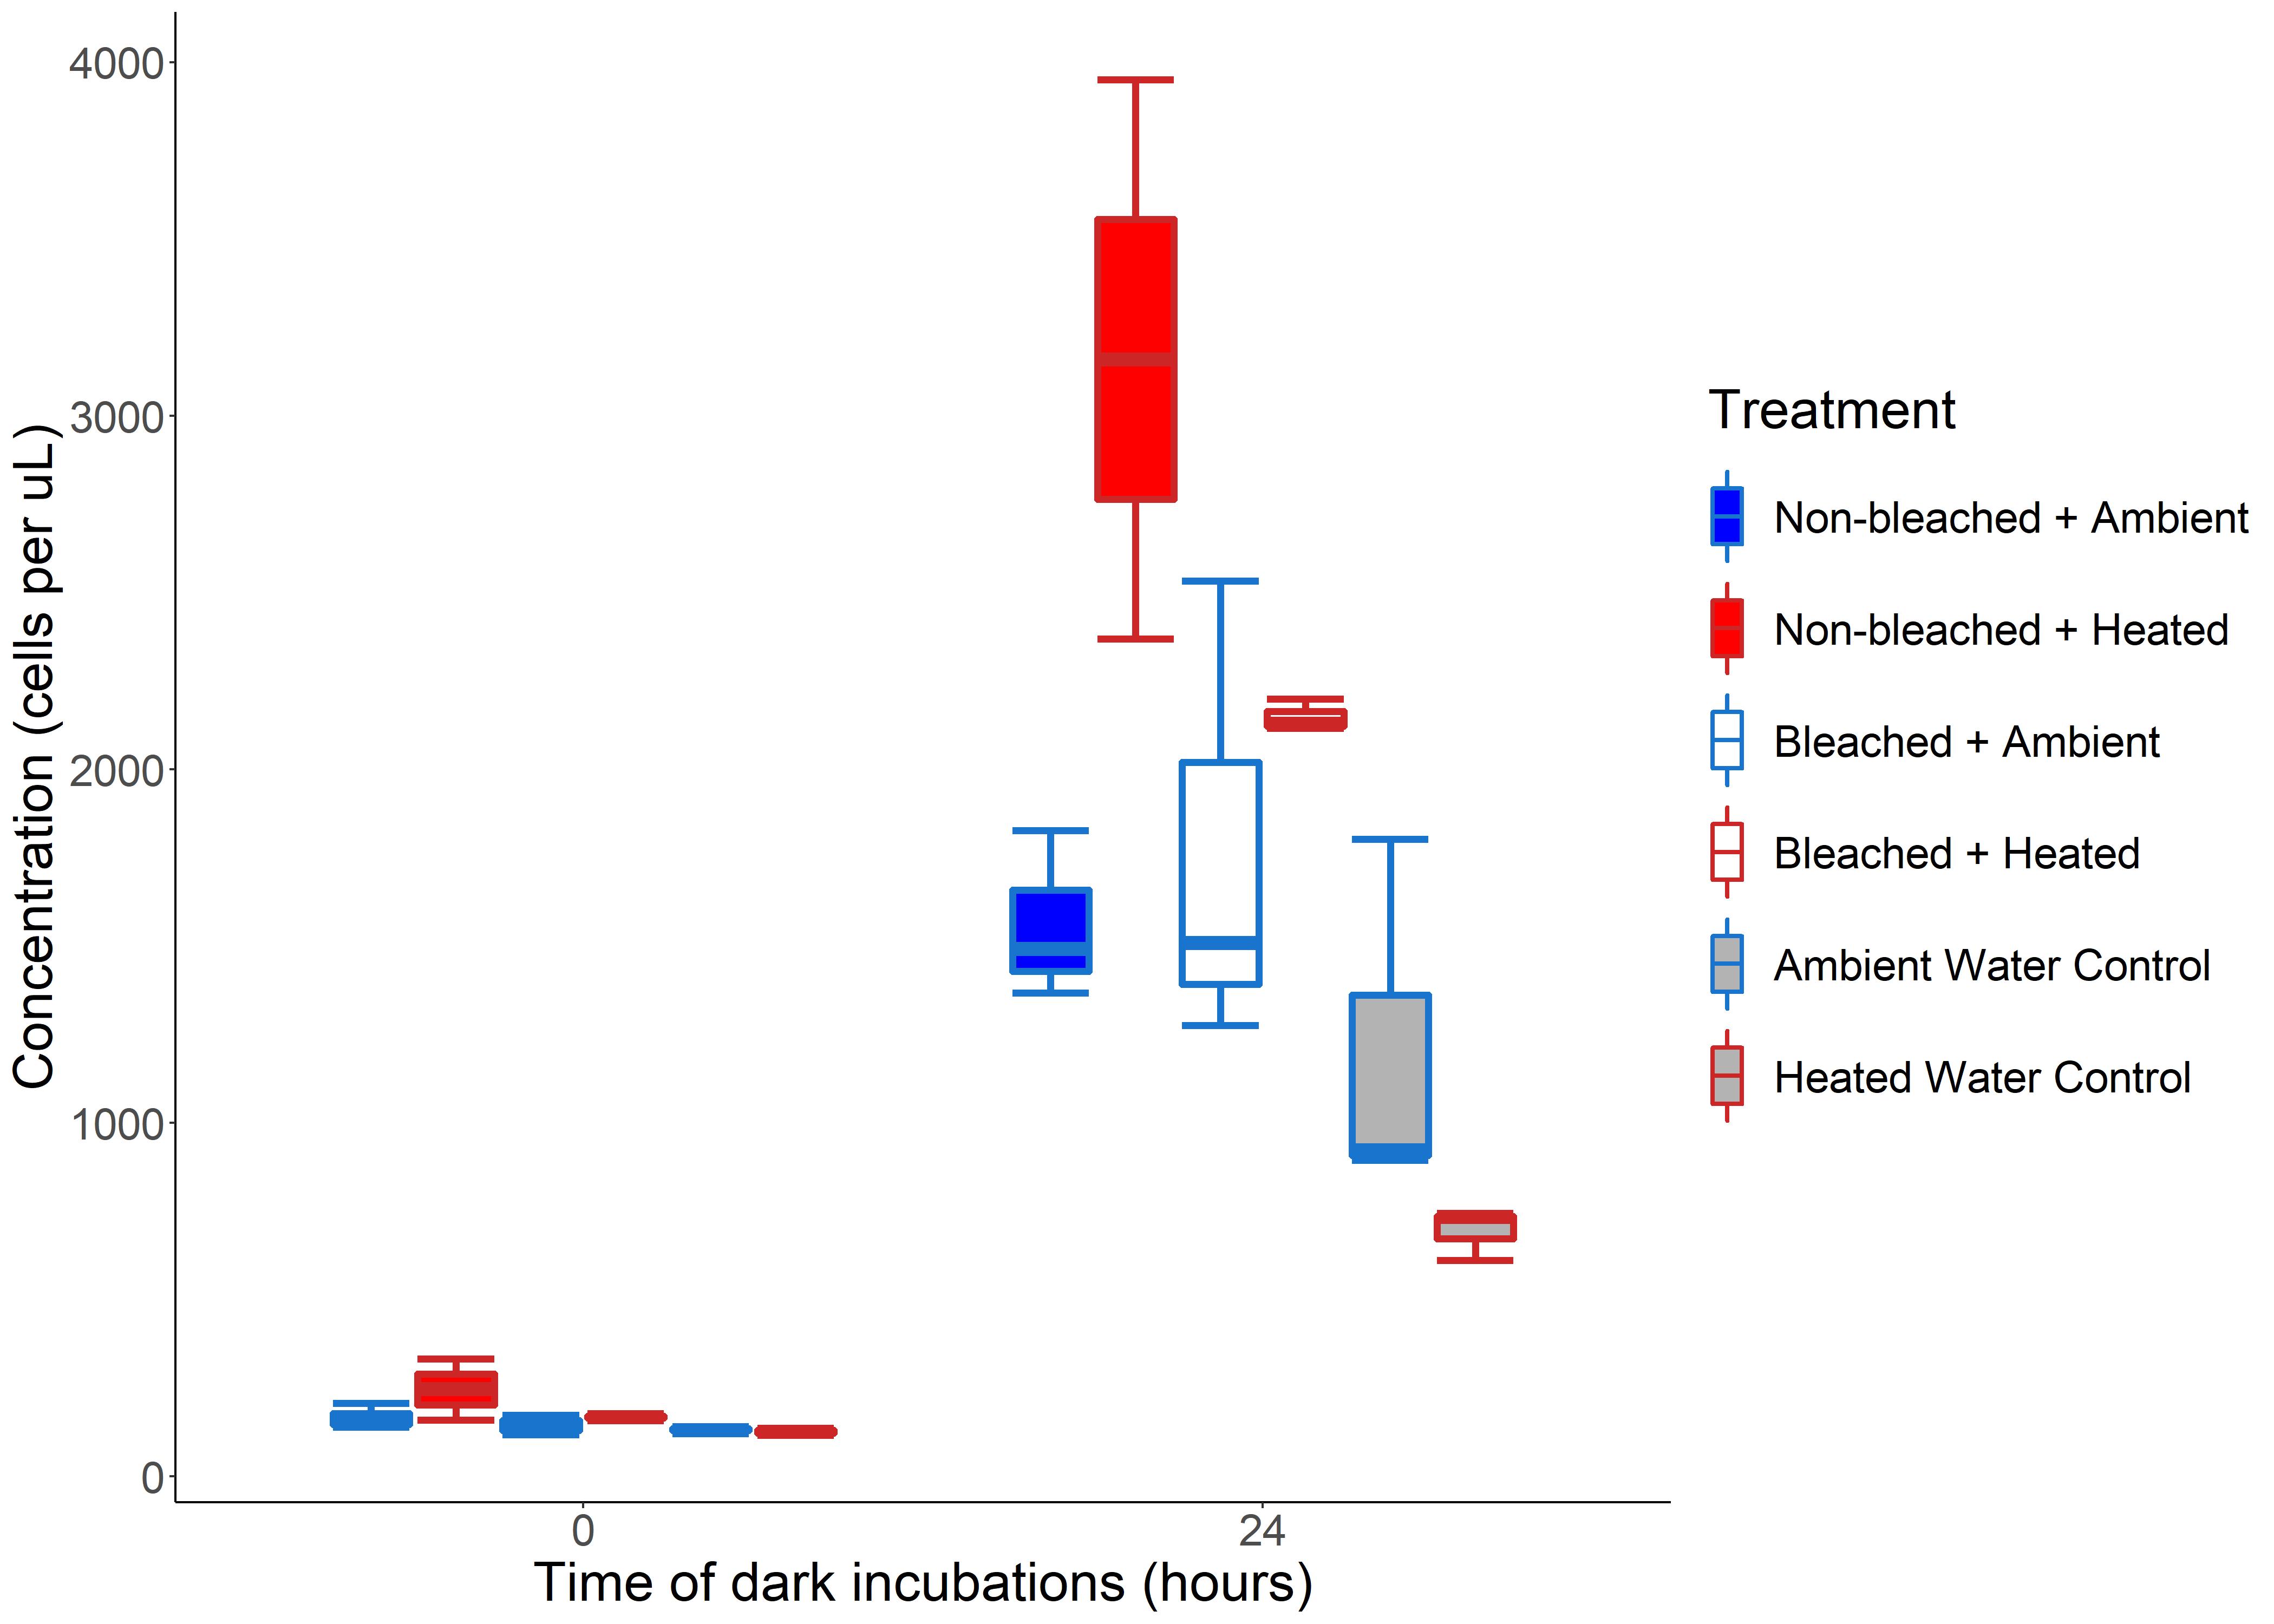 4000
3000
2000
1000
0
Concentration (cells per uL)
0
24
Time of dark incubations (hours)
Treatment
Non-bleached + Ambient
Non-bleached + Heated
Bleached + Ambient
Bleached + Heated
Ambient Water Control
Heated Water Control